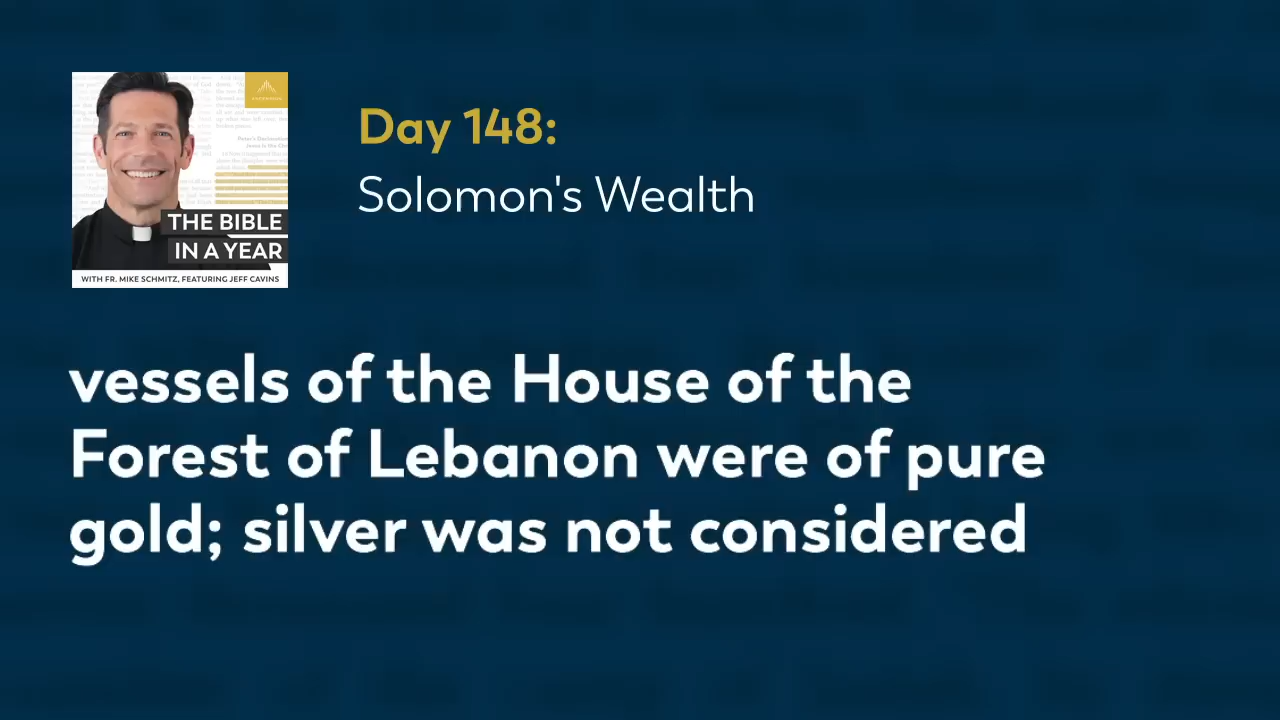 Day 148:
Solomon's Wealth
THE BIBLE
IN A YEAR
WITH FR. MIKE SCHMITZ, FEATURING JEFF CAVINS
vessels of the House of the
Forest of Lebanon were of pure
gold; silver was not considered